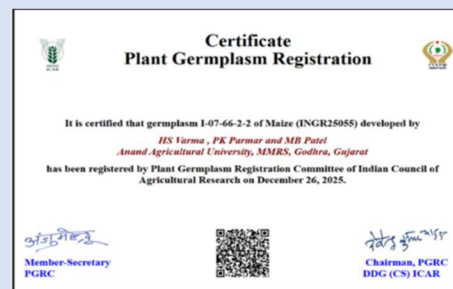 Certificate
Plant Germplasm Registration
ICAR
It is certified that germplasm I-07-66-2-2 of Maize (INGR25055) developed by
HS Varma , PK Parmar and MB Patel
Anand Agricultural University, MMRS, Godhra, Gujarat
has been registered by Plant Germplasm Registration Committee of Indian Council of
Agricultural Research on December 26, 2025.
Member-Secretary
PGRC
Chairman, PGRC
DDG (CS) ICAR